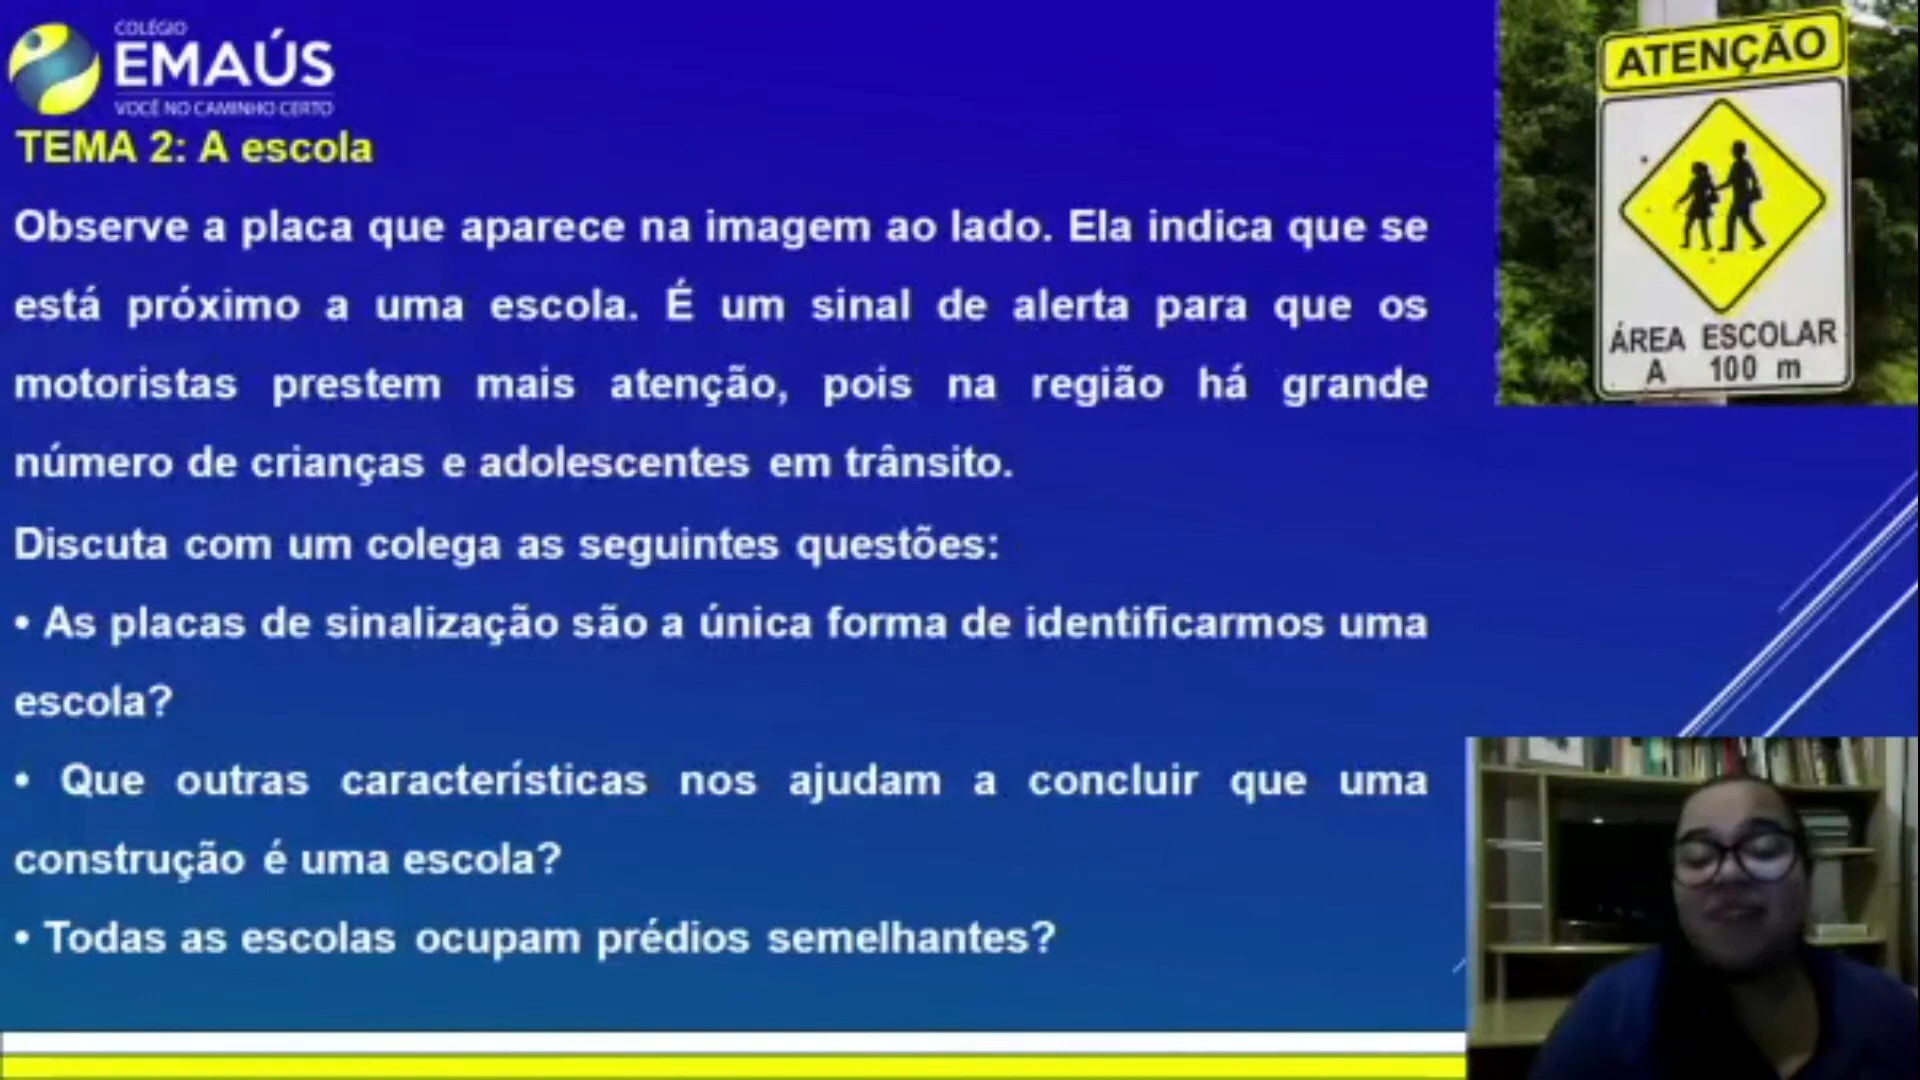 COLÉGIO
EMAÚS
VOCÊ NO CAMINHO CERTO
TEMA 2: A escola
Observe a placa que aparece na imagem ao lado. Ela indica que se
está próximo a uma escola. É um sinal de alerta para que os
motoristas prestem mais atenção, pois na região há grande
número de crianças e adolescentes em trânsito.
Discuta com um colega as seguintes questões:
• As placas de sinalização são a única forma de identificarmos uma
escola?
• Que outras características nos ajudam a concluir que uma
construção é uma escola?
• Todas as escolas ocupam prédios semelhantes?
ATENÇÃO
ÁREA ESCOLAR
A 100 m